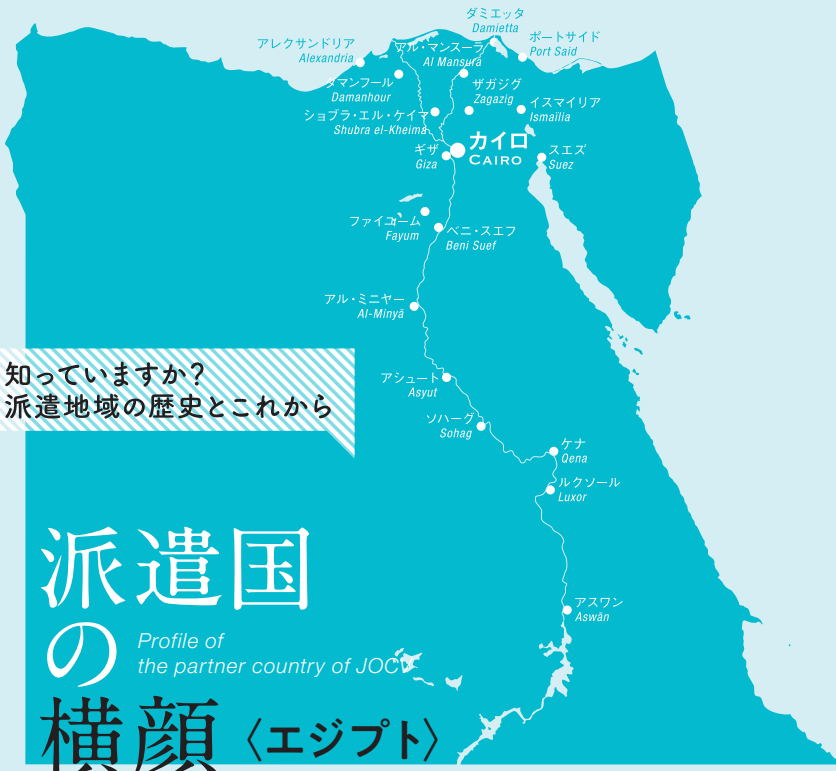 ダミエッタ
Damietta
ポートサイド
Port Said
アレクサンドリア
Alexandria
アル・マンスーラ
Al Mansura
ダマンフール
Damanhour
ザガジグ
Zagazig
イスマイリア
Ismaïlia
ショブラ・エル・ケイマ
Shubra el-Kheima
カイロ
CAIRO
ギザ
Giza
スエズ
Suez
ファイユーム
Fayum
ベニ・スエフ
Beni Suef
アル・ミニヤー
Al-Minyā
知っていますか?
派遣地域の歴史とこれから
アシュート
Asyut
ソハーグ
Sohag
ケナ
Qena
ルクソール
Luxor
アスワン
Aswân
派遣国
の
Profile of
the partner country of JOCV
横顔〈エジプト〉